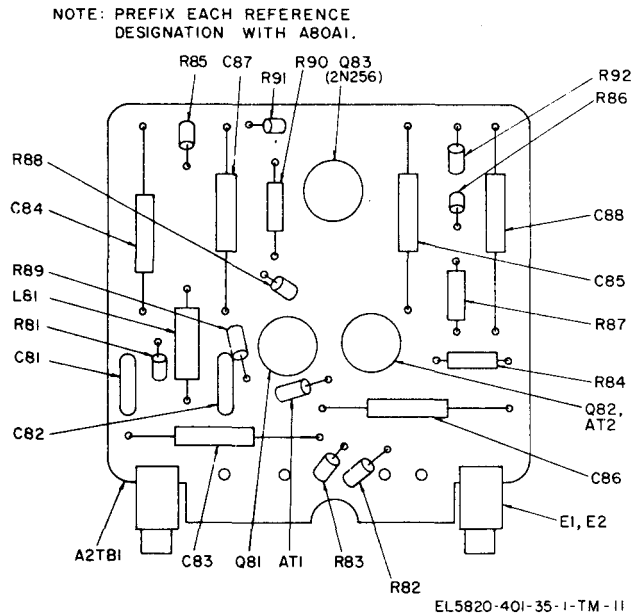 NOTE: PREFIX EACH REFERENCE
DESIGNATION WITH A80A1.
R85 C87 R91 R90 Q83
(2N256)
R92
R86
R88
C84
C88
C85
R89
L81
R81
C81
R87
R84
C82
Q82,
AT2
C86
E1, E2
A2TB1 C83 Q81 AT1 R83
R82
EL5820-401-35-1-TM-11